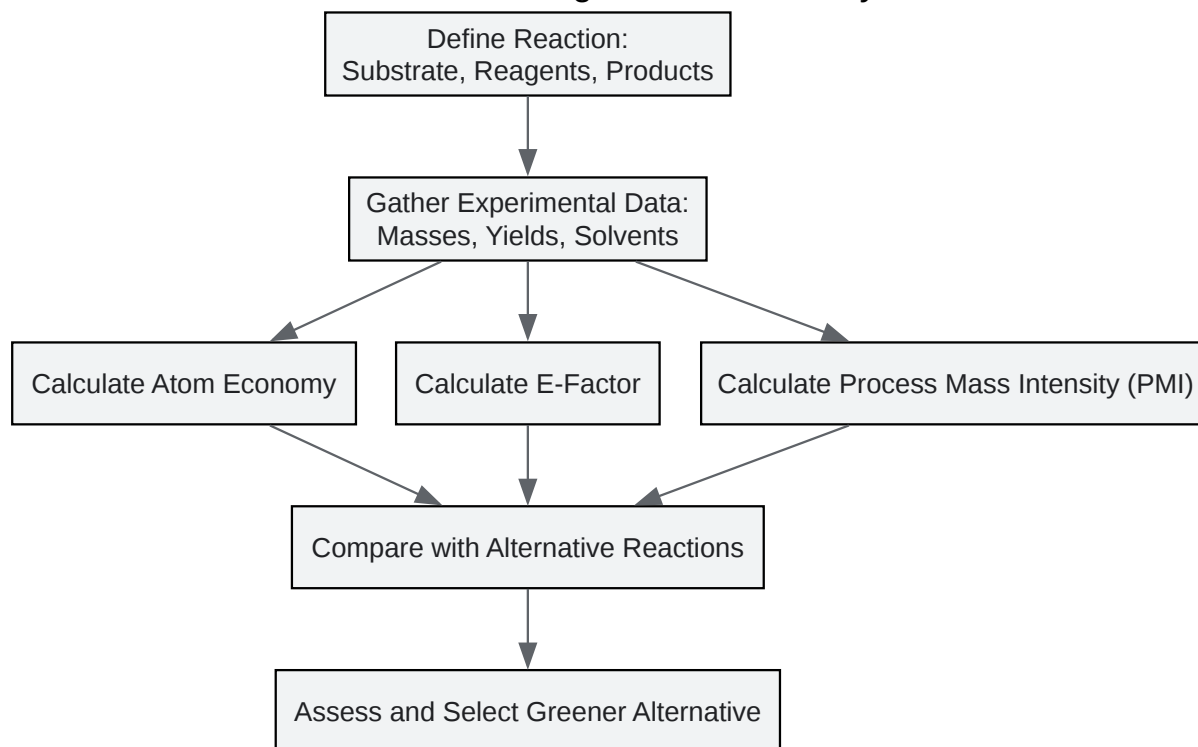 Define Reaction:
Substrate, Reagents, Products
Gather Experimental Data:
Masses, Yields, Solvents
Calculate Atom Economy
Calculate E-Factor
Calculate Process Mass Intensity (PMI)
Compare with Alternative Reactions
Assess and Select Greener Alternative